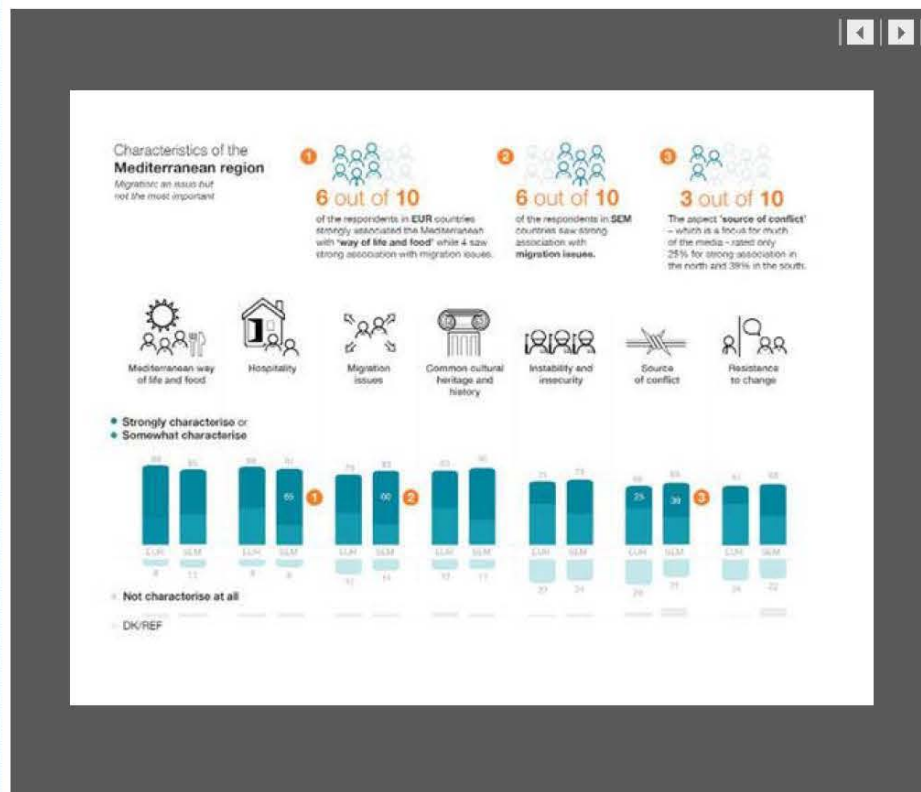 Characteristics of the
Mediterranean region
Migration: an issue but
not the most important
1
6 out of 10
of the respondents in EUR countries
strongly associated the Mediterranean
with 'way of life and food' while 4 saw
strong association with migration issues.
2
6 out of 10
of the respondents in SEM
countries saw strong
association with
migration issues.
3
3 out of 10
The aspect 'source of conflict'
– which is a focus for much
of the media - rated only
25% for strong association in
the north and 39% in the south.
Mediterranean way
of life and food
Hospitality
Migration
issues
Common cultural
heritage and
history
Instability and
insecurity
Source
of conflict
Resistance
to change
Strongly characterise or
Somewhat characterise
65 1 60 2 25 39 3
EUR SEM EUR SEM EUR SEM EUR SEM EUR SEM EUR SEM EUR SEM
Not characterise at all
DK/REF